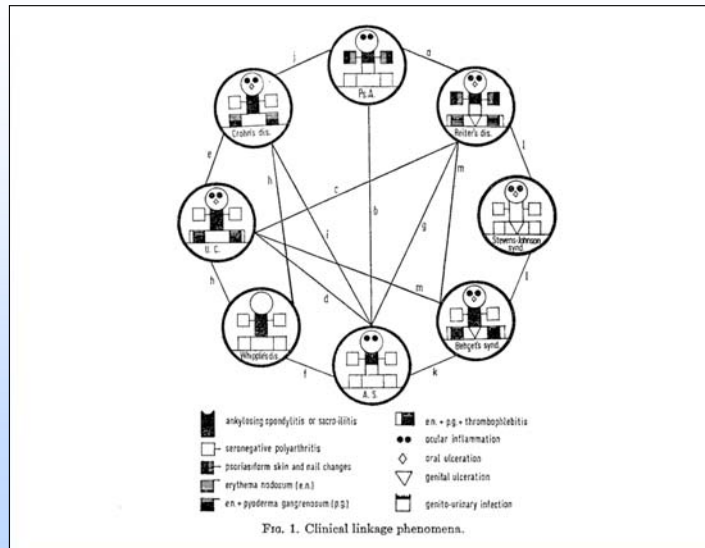 j
a
Ps.A.
Crohn's dis.
Reiter's dis.
e
h
l
c
m
i
b
g
U. C.
Stevens-Johnson
synd.
h
d
m
l
Whipple's dis.
Behçet's synd.
f
A. S.
k
ankylosing spondylitis or sacro-iliitis
seronegative polyarthritis
psoriasiform skin and nail changes
erythema nodosum (e.n.)
e.n. + pyoderma gangrenosum (p.g.)
e.n. + p.g. + thrombophlebitis
ocular inflammation
oral ulceration
genital ulceration
genito-urinary infection
FIG. 1. Clinical linkage phenomena.